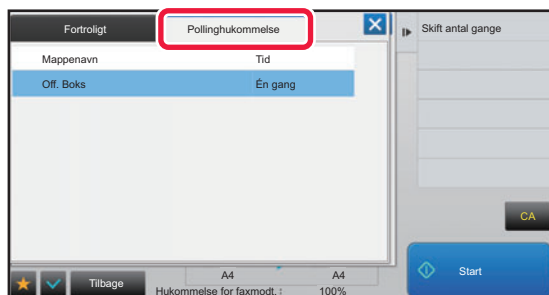 Fortroligt
Pollinghukommelse
Skift antal gange
Mappenavn
Tid
Off. Boks
Én gang
CA
Tilbage
A4
A4
Hukommelse for faxmodt. :
100%
Start